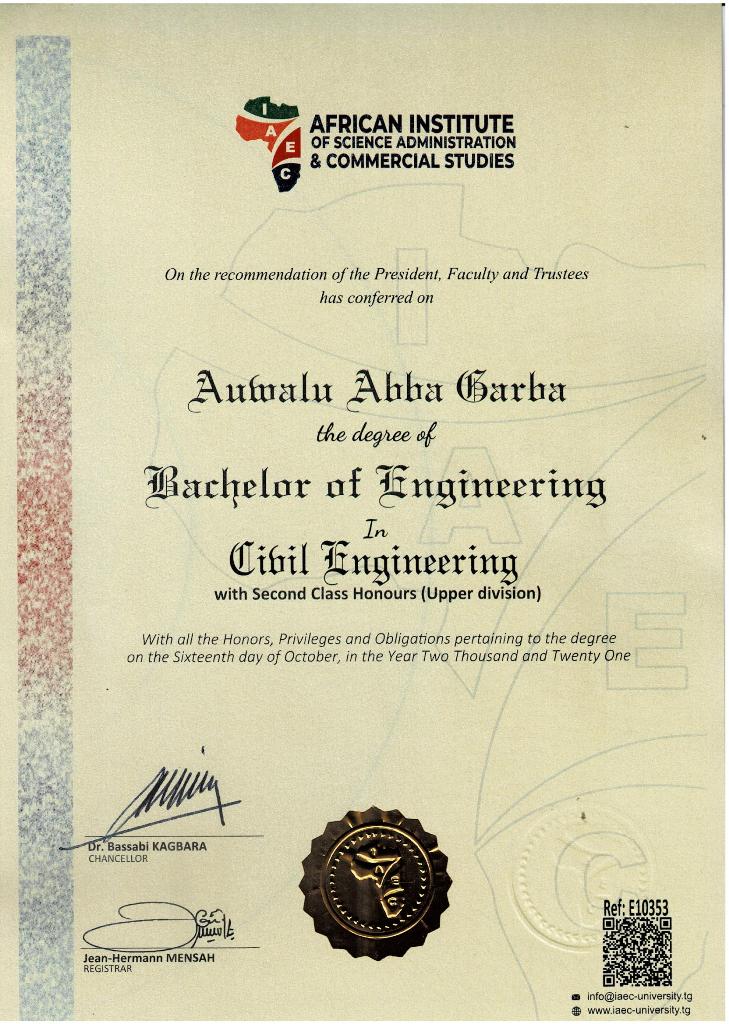 I
A
E
C
AFRICAN INSTITUTE
OF SCIENCE ADMINISTRATION
& COMMERCIAL STUDIES
On the recommendation of the President, Faculty and Trustees
has conferred on
Auwalu Abba Garba
the degree of
Bachelor of Engineering
In
Civil Engineering
with Second Class Honours (Upper division)
With all the Honors, Privileges and Obligations pertaining to the degree
on the Sixteenth day of October, in the Year Two Thousand and Twenty One
Dr. Bassabi KAGBARA
CHANCELLOR
Jean-Hermann MENSAH
REGISTRAR
Ref: E10353
info@iaec-university.tg
www.iaec-university.tg